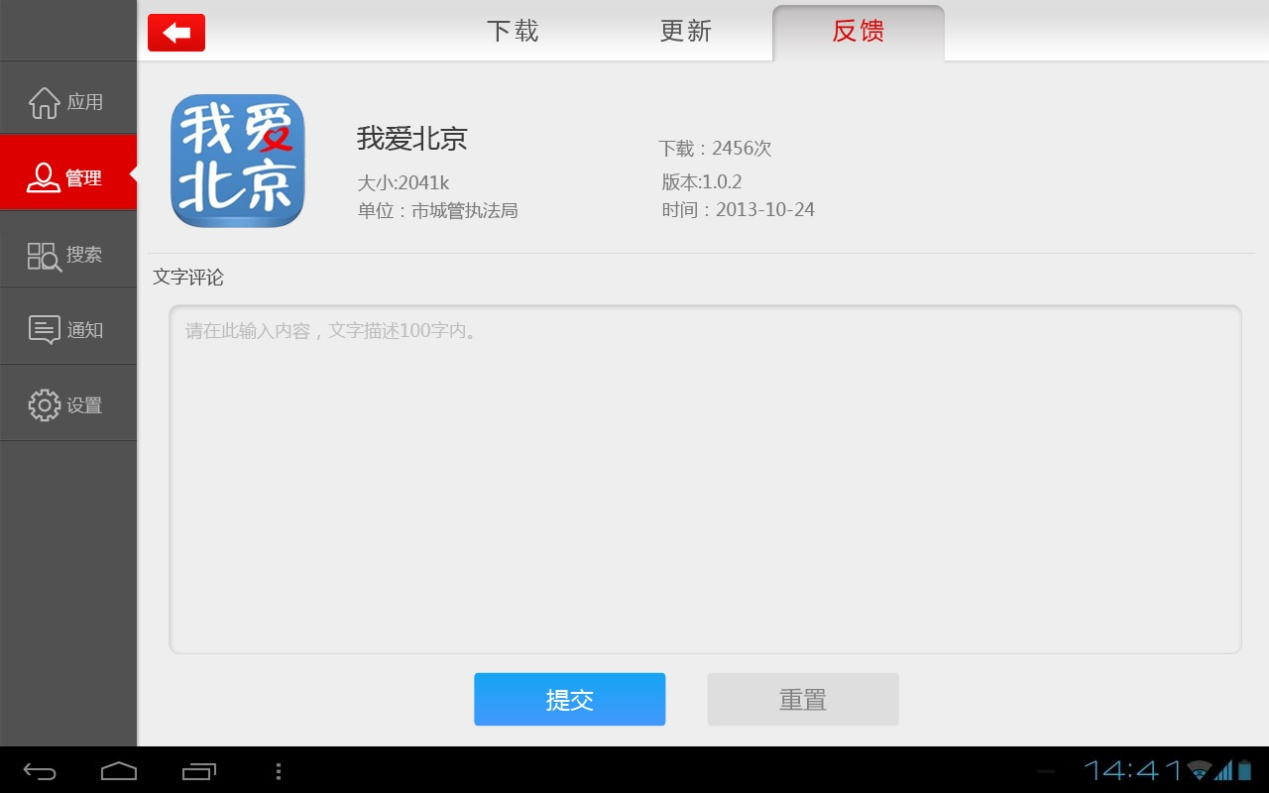 下载
更新
反馈
应用
管理
搜索
通知
设置
我爱
北京
我爱北京
大小:2041k
单位：市城管执法局
下载：2456次
版本:1.0.2
时间：2013-10-24
文字评论
请在此输入内容，文字描述100字内。
提交
重置
14:41